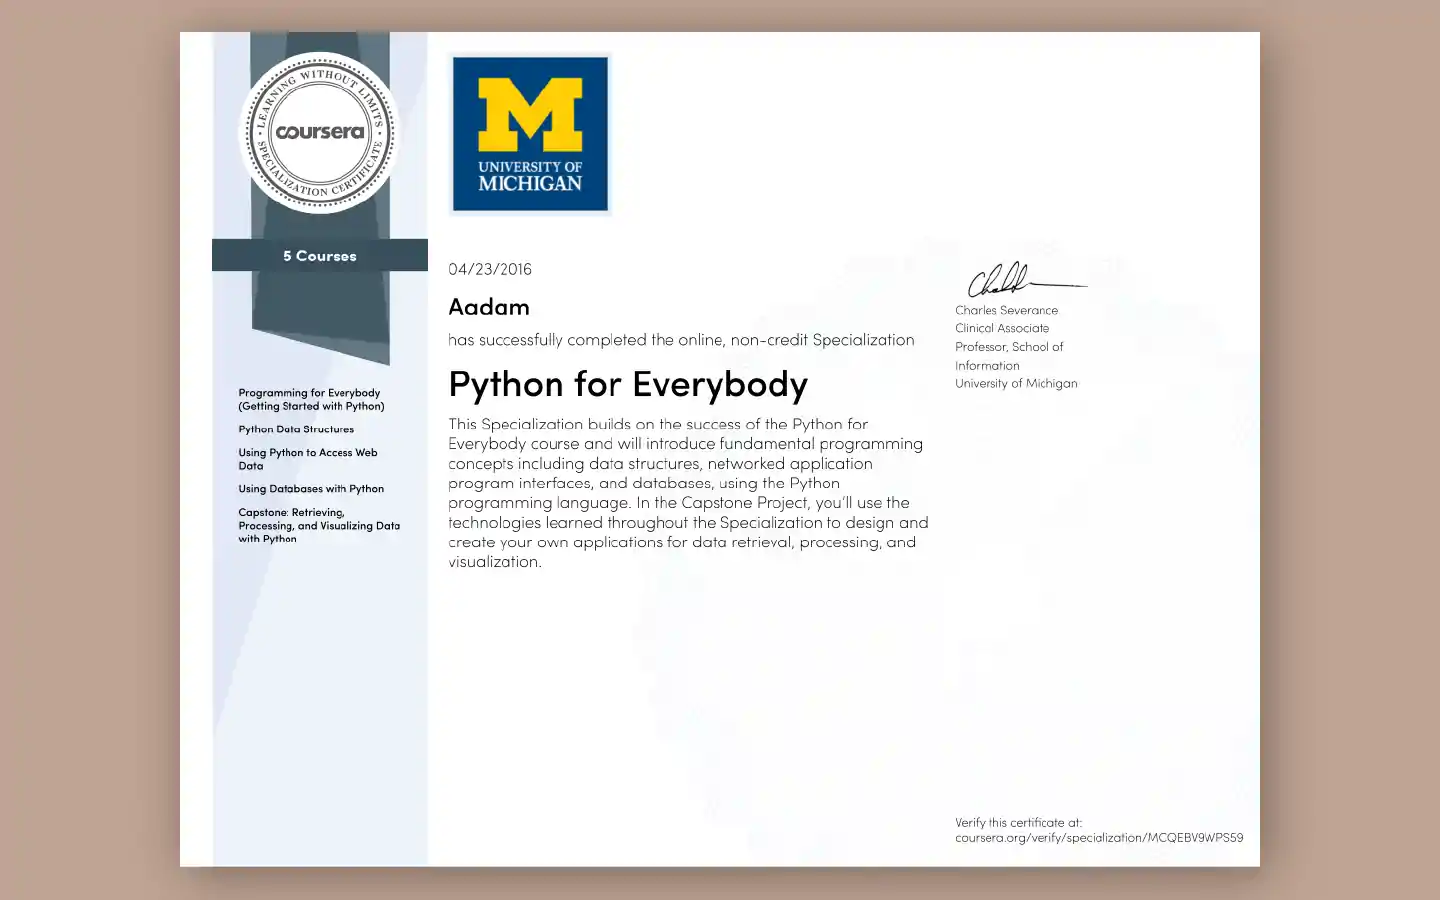 LEARNING WITHOUT LIMITS
coursera
SPECIALIZATION CERTIFICATE
5 Courses
Programming for Everybody
(Getting Started with Python)
Python Data Structures
Using Python to Access Web
Data
Using Databases with Python
Capstone: Retrieving,
Processing, and Visualizing Data
with Python
M
UNIVERSITY OF
MICHIGAN
04/23/2016
Aadam
has successfully completed the online, non-credit Specialization
Python for Everybody
This Specialization builds on the success of the Python for
Everybody course and will introduce fundamental programming
concepts including data structures, networked application
program interfaces, and databases, using the Python
programming language. In the Capstone Project, you'll use the
technologies learned throughout the Specialization to design and
create your own applications for data retrieval, processing, and
visualization.
Charles Severance
Clinical Associate
Professor, School of
Information
University of Michigan
Verify this certificate at:
coursera.org/verify/specialization/MCQEBV9WPS59